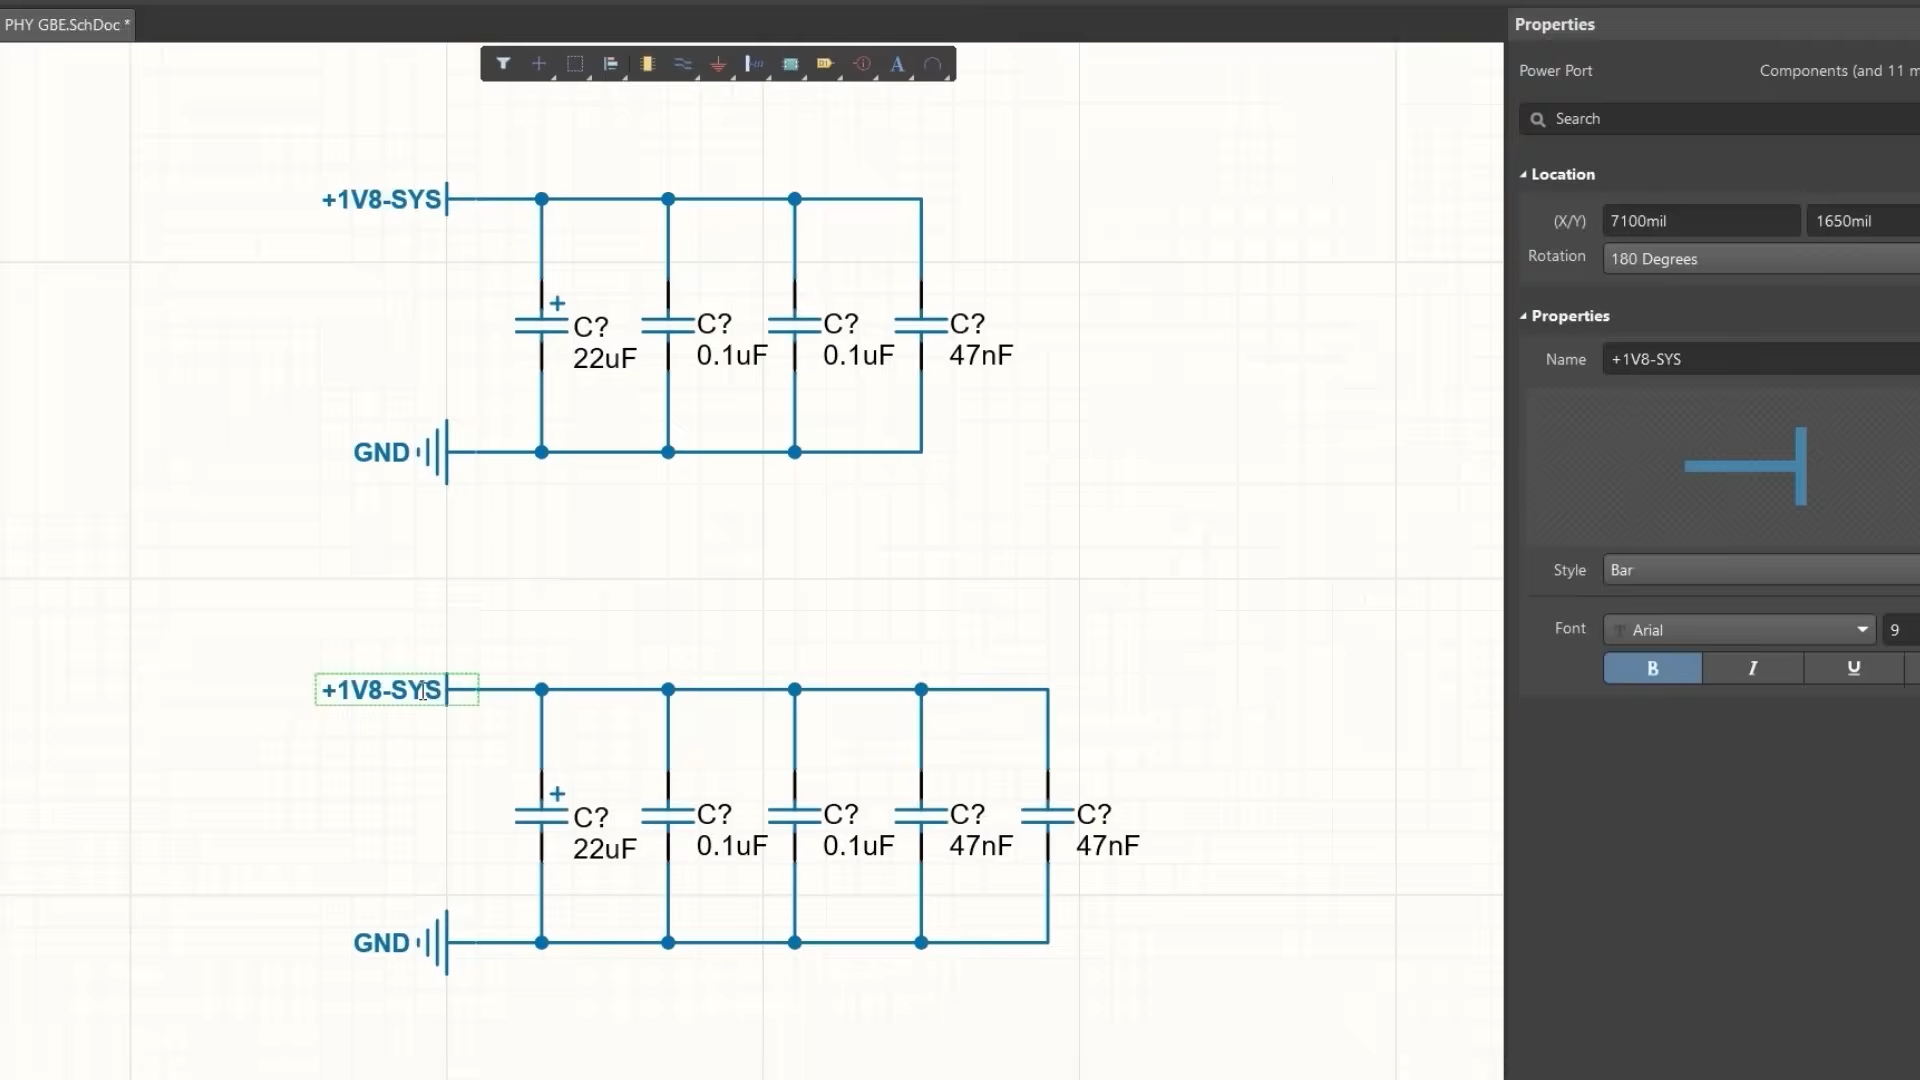 PHY GBE.SchDoc *
Properties
Power Port
Components (and 11 m
Search
Location
(X/Y)
7100mil
1650mil
Rotation
180 Degrees
Properties
Name
+1V8-SYS
Style
Bar
Font
Arial
9
B
I
U
A
+1V8-SYS
+
C?
22uF
C?
0.1uF
C?
0.1uF
C?
47nF
GND
+1V8-SYS
+
C?
22uF
C?
0.1uF
C?
0.1uF
C?
47nF
C?
47nF
GND